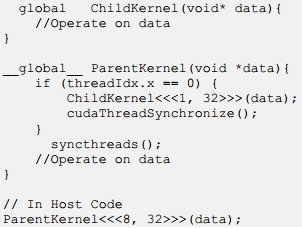 global   ChildKernel(void* data){
    //Operate on data
}
__global__ ParentKernel(void *data){
    if (threadIdx.x == 0) {
        ChildKernel<<<1, 32>>>(data);
        cudaThreadSynchronize();
    }
      syncthreads();
    //Operate on data
}
// In Host Code
ParentKernel<<<8, 32>>>(data);